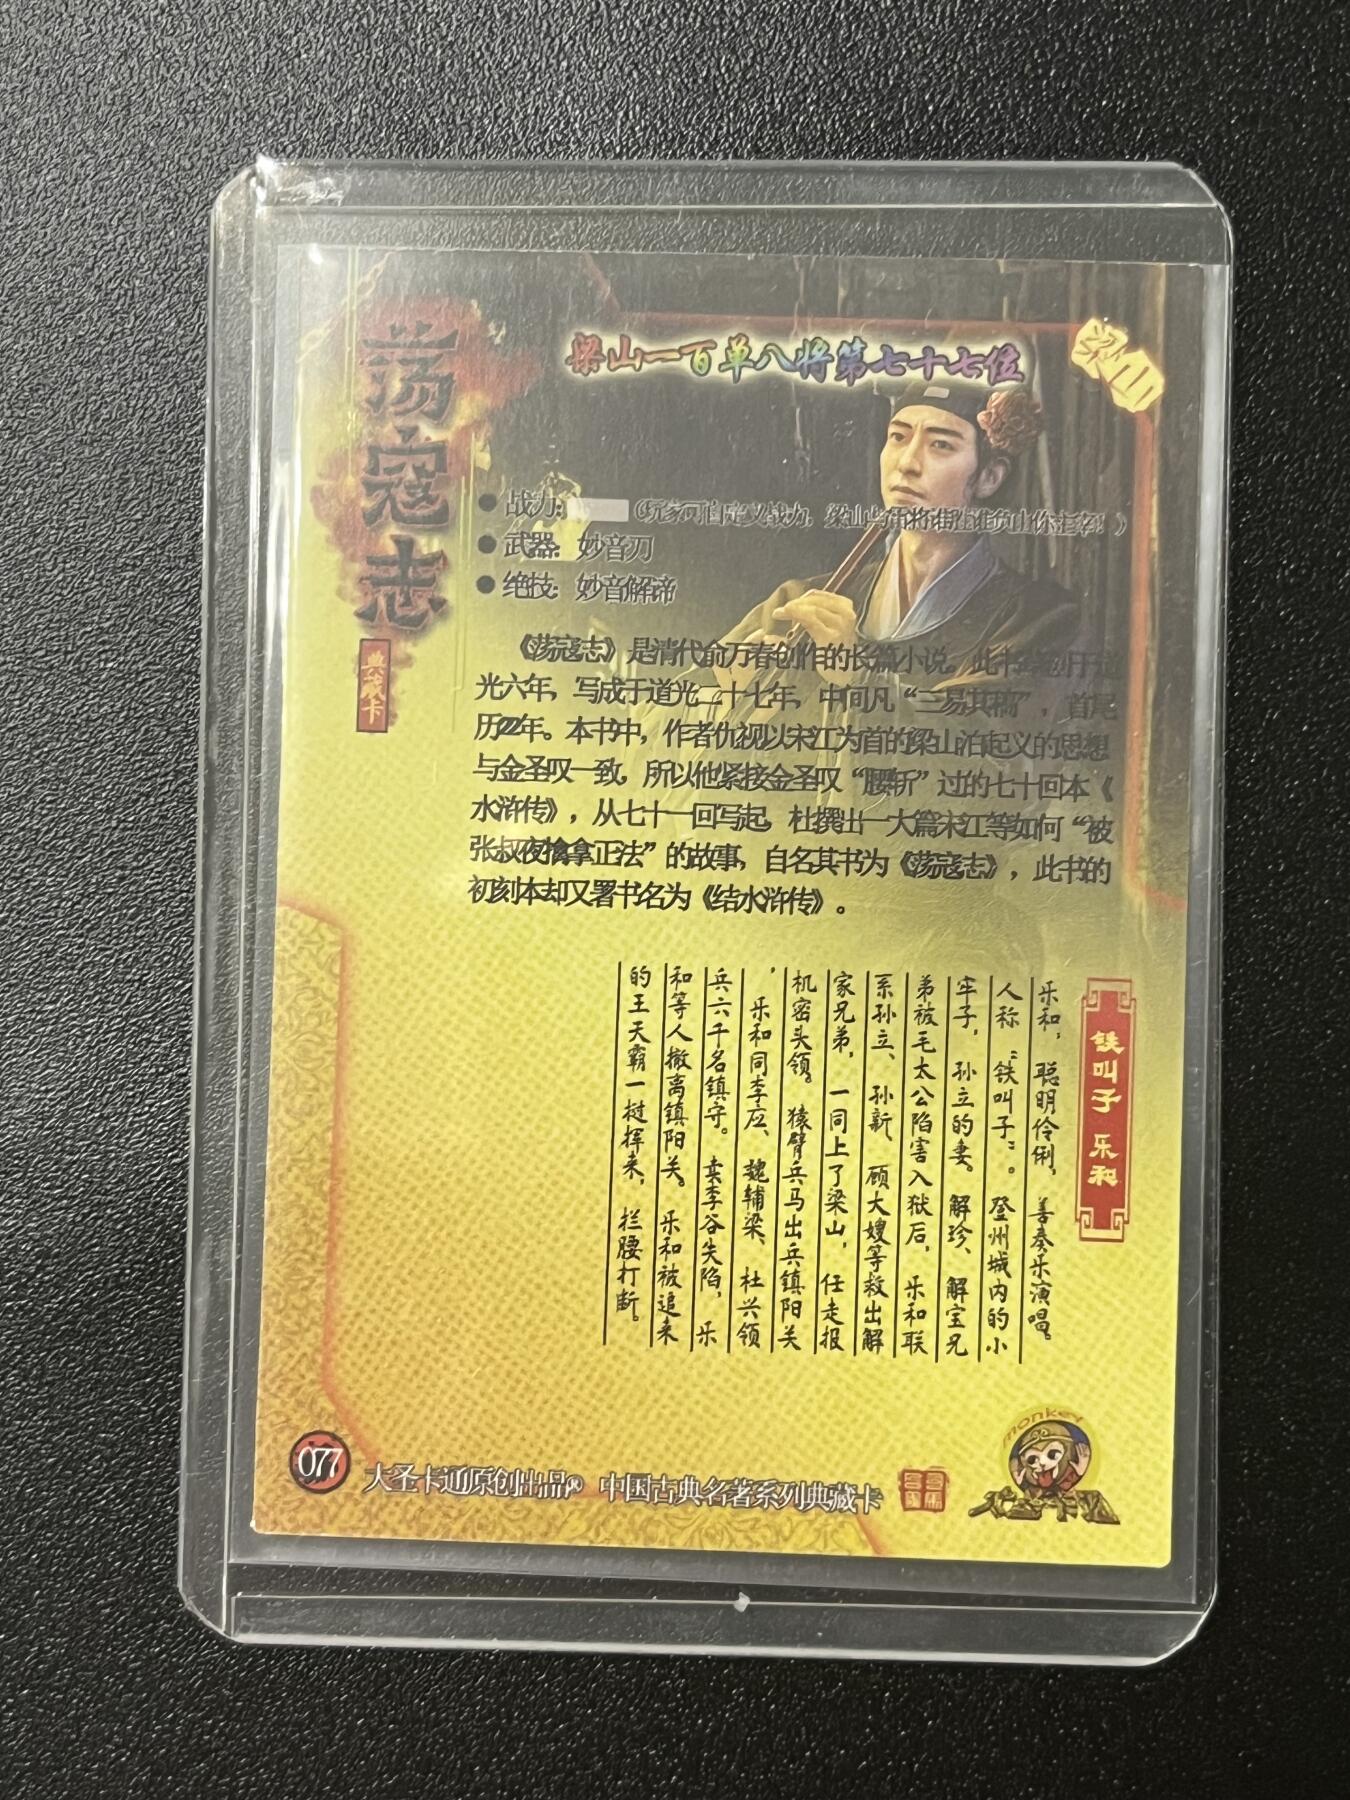 荡寇志
典藏卡
梁山一百单八将第七十七位
梁山
● 战力：（玩家可自定义战力，梁山
● 武器：妙音刀
● 绝技：妙音解谛
《荡寇志》是清代俞万春创作的长篇小说。此书
光六年，写成于道光二十七年，中间凡“三易其稿”，首尾
历22年。本书中，作者仇视以宋江为首的梁山泊起义的思想
与金圣叹一致，所以他紧接金圣叹“腰斩”过的七十回本《
水浒传》，从七十一回写起，杜撰出一大篇宋江等如何“被
张叔夜擒拿正法”的故事，自名其书为《荡寇志》，此书的
初刻本却又署书名为《结水浒传》。
铁叫子 乐和
乐和，聪明伶俐，善奏乐演唱。
人称“铁叫子”。登州城内的小
牢子，孙立的妻。解珍、解宝兄
弟被毛太公陷害入狱后，乐和联
系孙立、孙新、顾大嫂等救出解
家兄弟，一同上了梁山，任走报
机密头领。猿臂兵马出兵镇阳关
，乐和同李应、魏辅梁、杜兴领
兵六千名镇守。袁李谷失陷，乐
和等人撤离镇阳关。乐和被追来
的王天霸一挝挥来，拦腰打断。
077
大圣卡通原创出品® 中国古典名著系列典藏卡
monkey
大圣卡通